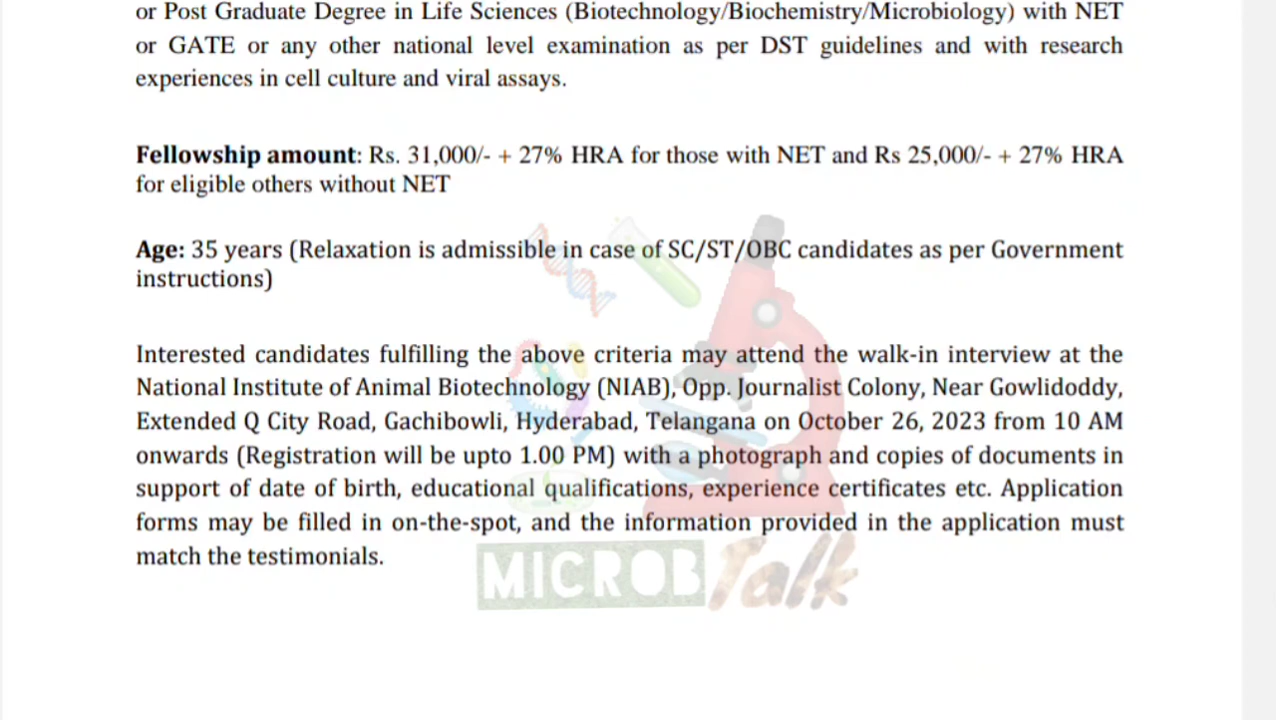 or Post Graduate Degree in Life Sciences (Biotechnology/Biochemistry/Microbiology) with NET
or GATE or any other national level examination as per DST guidelines and with research
experiences in cell culture and viral assays.
Fellowship amount: Rs. 31,000/- + 27% HRA for those with NET and Rs 25,000/- + 27% HRA
for eligible others without NET
Age: 35 years (Relaxation is admissible in case of SC/ST/OBC candidates as per Government
instructions)
Interested candidates fulfilling the above criteria may attend the walk-in interview at the
National Institute of Animal Biotechnology (NIAB), Opp. Journalist Colony, Near Gowlidoddy,
Extended Q City Road, Gachibowli, Hyderabad, Telangana on October 26, 2023 from 10 AM
onwards (Registration will be upto 1.00 PM) with a photograph and copies of documents in
support of date of birth, educational qualifications, experience certificates etc. Application
forms may be filled in on-the-spot, and the information provided in the application must
match the testimonials.
MICROB Talk